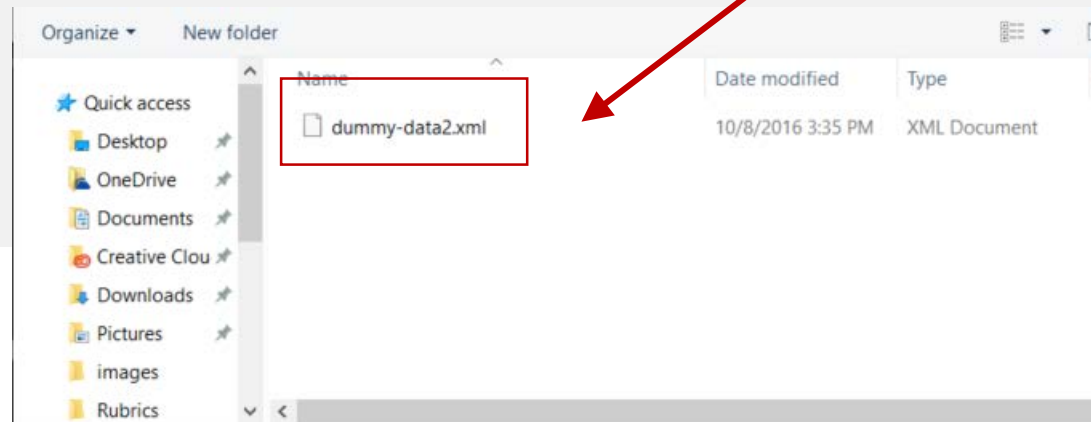 Organize New folder
Name Date modified Type
Quick access
dummy-data2.xml 10/8/2016 3:35 PM XML Document
Desktop
OneDrive
Documents
Creative Clou
Downloads
Pictures
images
Rubrics